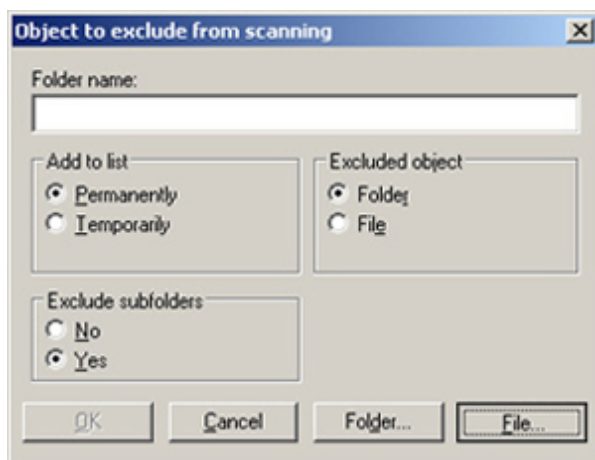 Object to exclude from scanning
Folder name:
Add to list
Permanently
Temporarily
Excluded object
Folder
File
Exclude subfolders
No
Yes
OK Cancel Folder... File...